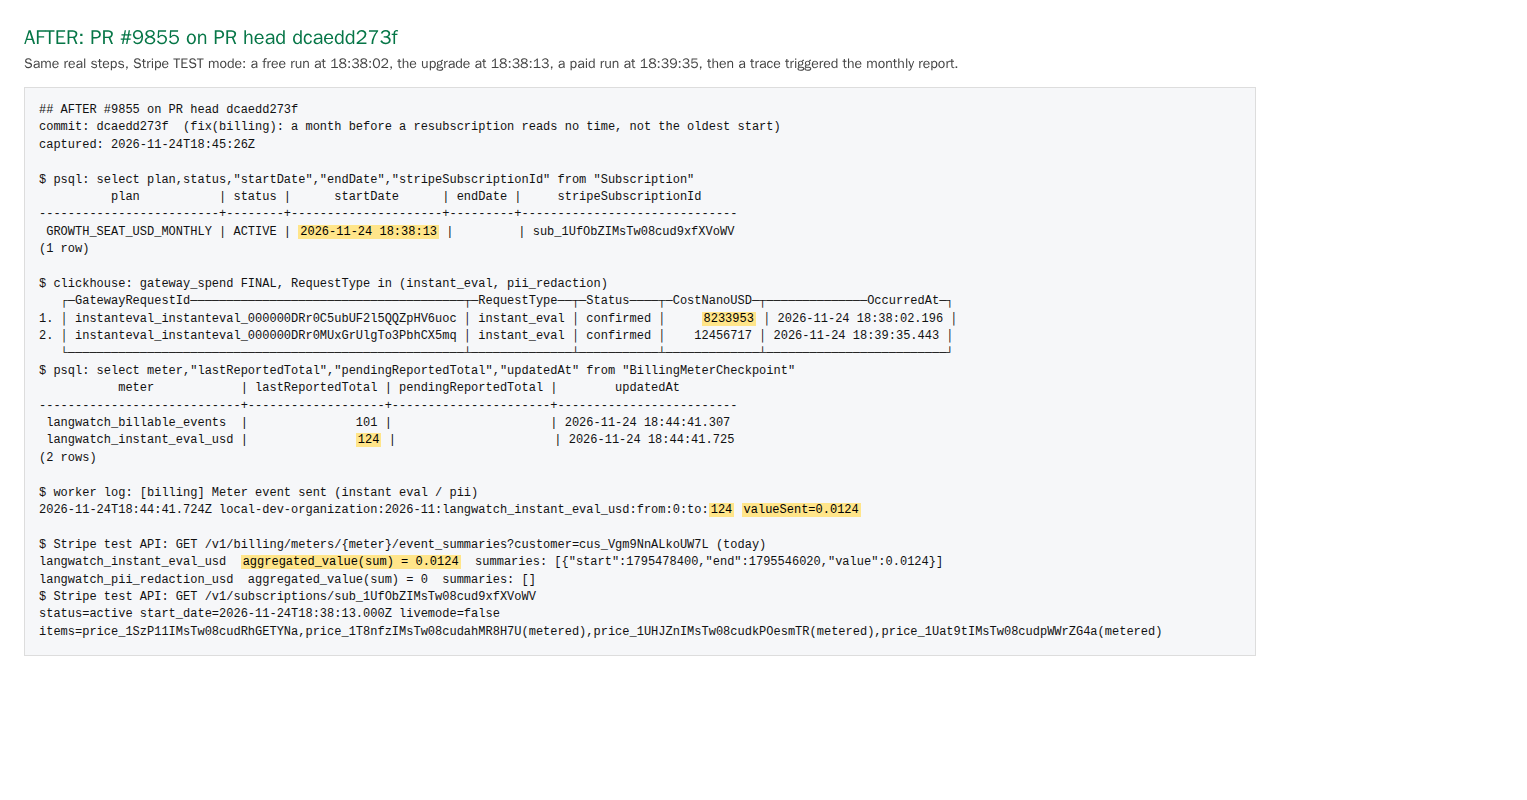 AFTER: PR #9855 on PR head dcaedd273f
Same real steps, Stripe TEST mode: a free run at 18:38:02, the upgrade at 18:38:13, a paid run at 18:39:35, then a trace triggered the monthly report.
## AFTER #9855 on PR head dcaedd273f
commit: dcaedd273f  (fix(billing): a month before a resubscription reads no time, not the oldest start)
captured: 2026-11-24T18:45:26Z
$ psql: select plan,status,"startDate","endDate","stripeSubscriptionId" from "Subscription"
          plan           | status |      startDate      | endDate |     stripeSubscriptionId
-------------------------+--------+---------------------+---------+------------------------------
 GROWTH_SEAT_USD_MONTHLY | ACTIVE | 2026-11-24 18:38:13 |         | sub_1UfObZIMsTw08cud9xfXVoWV
(1 row)
$ clickhouse: gateway_spend FINAL, RequestType in (instant_eval, pii_redaction)
   ┌─GatewayRequestId──────────────────────────────────────┬─RequestType──┬─Status────┬─CostNanoUSD─┬──────────────OccurredAt─┐
1. │ instanteval_instanteval_000000DRr0C5ubUF2l5QQZpHV6uoc │ instant_eval │ confirmed │     8233953 │ 2026-11-24 18:38:02.196 │
2. │ instanteval_instanteval_000000DRr0MUxGrUlgTo3PbhCX5mq │ instant_eval │ confirmed │    12456717 │ 2026-11-24 18:39:35.443 │
   └───────────────────────────────────────────────────────┴──────────────┴───────────┴─────────────┴─────────────────────────┘
$ psql: select meter,"lastReportedTotal","pendingReportedTotal","updatedAt" from "BillingMeterCheckpoint"
           meter            | lastReportedTotal | pendingReportedTotal |        updatedAt
----------------------------+-------------------+----------------------+-------------------------
 langwatch_billable_events  |               101 |                      | 2026-11-24 18:44:41.307
 langwatch_instant_eval_usd |               124 |                      | 2026-11-24 18:44:41.725
(2 rows)
$ worker log: [billing] Meter event sent (instant eval / pii)
2026-11-24T18:44:41.724Z local-dev-organization:2026-11:langwatch_instant_eval_usd:from:0:to:124 valueSent=0.0124
$ Stripe test API: GET /v1/billing/meters/{meter}/event_summaries?customer=cus_Vgm9NnALkoUW7L (today)
langwatch_instant_eval_usd  aggregated_value(sum) = 0.0124  summaries: [{"start":1795478400,"end":1795546020,"value":0.0124}]
langwatch_pii_redaction_usd  aggregated_value(sum) = 0  summaries: []
$ Stripe test API: GET /v1/subscriptions/sub_1UfObZIMsTw08cud9xfXVoWV
status=active start_date=2026-11-24T18:38:13.000Z livemode=false
items=price_1SzP11IMsTw08cudRhGETYNa,price_1T8nfzIMsTw08cudahMR8H7U(metered),price_1UHJZnIMsTw08cudkPOesmTR(metered),price_1Uat9tIMsTw08cudpWWrZG4a(metered)